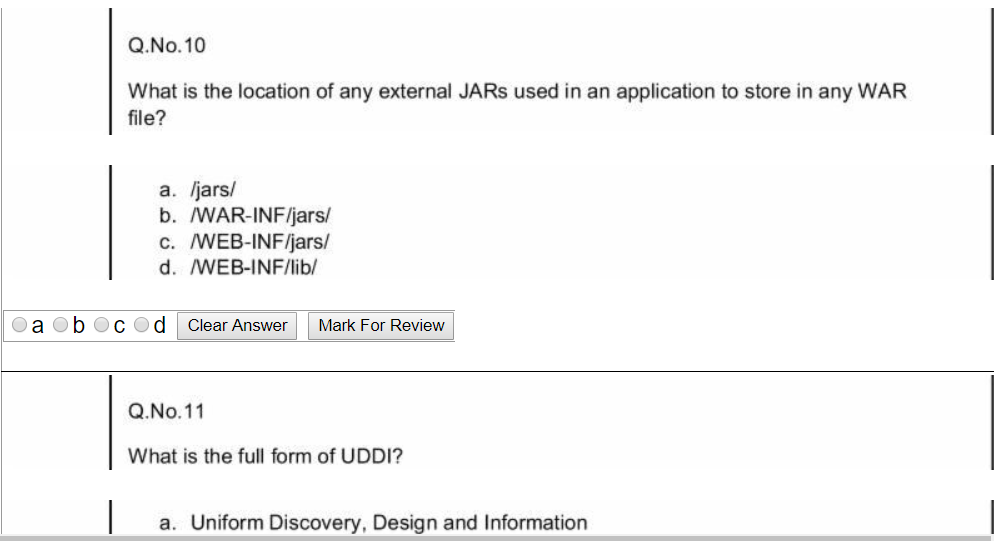 Q.No.10
What is the location of any external JARs used in an application to store in any WAR
file?
a. /jars/
b. /WAR-INF/jars/
c. /WEB-INF/jars/
d. /WEB-INF/lib/
a b c d Clear Answer Mark For Review
Q.No.11
What is the full form of UDDI?
a. Uniform Discovery, Design and Information